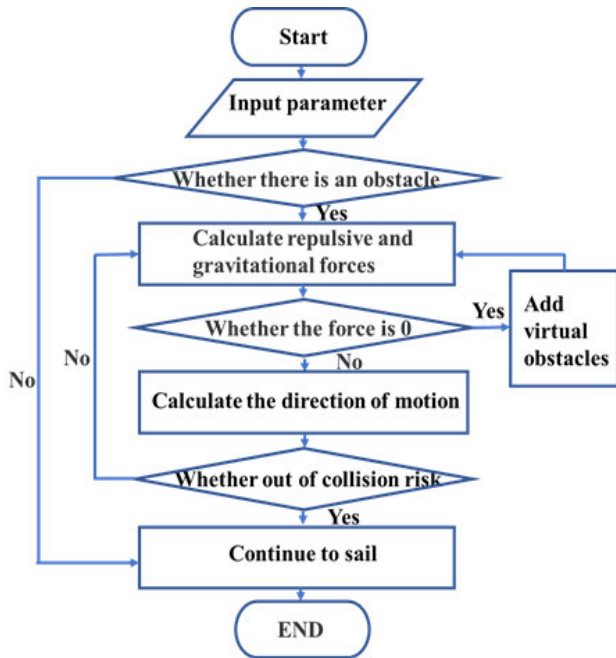 Start
Input parameter
Whether there is an obstacle
Yes
Calculate repulsive and
gravitational forces
Whether the force is 0
Yes
Add
virtual
obstacles
No
No
No
Calculate the direction of motion
Whether out of collision risk
Yes
Continue to sail
END